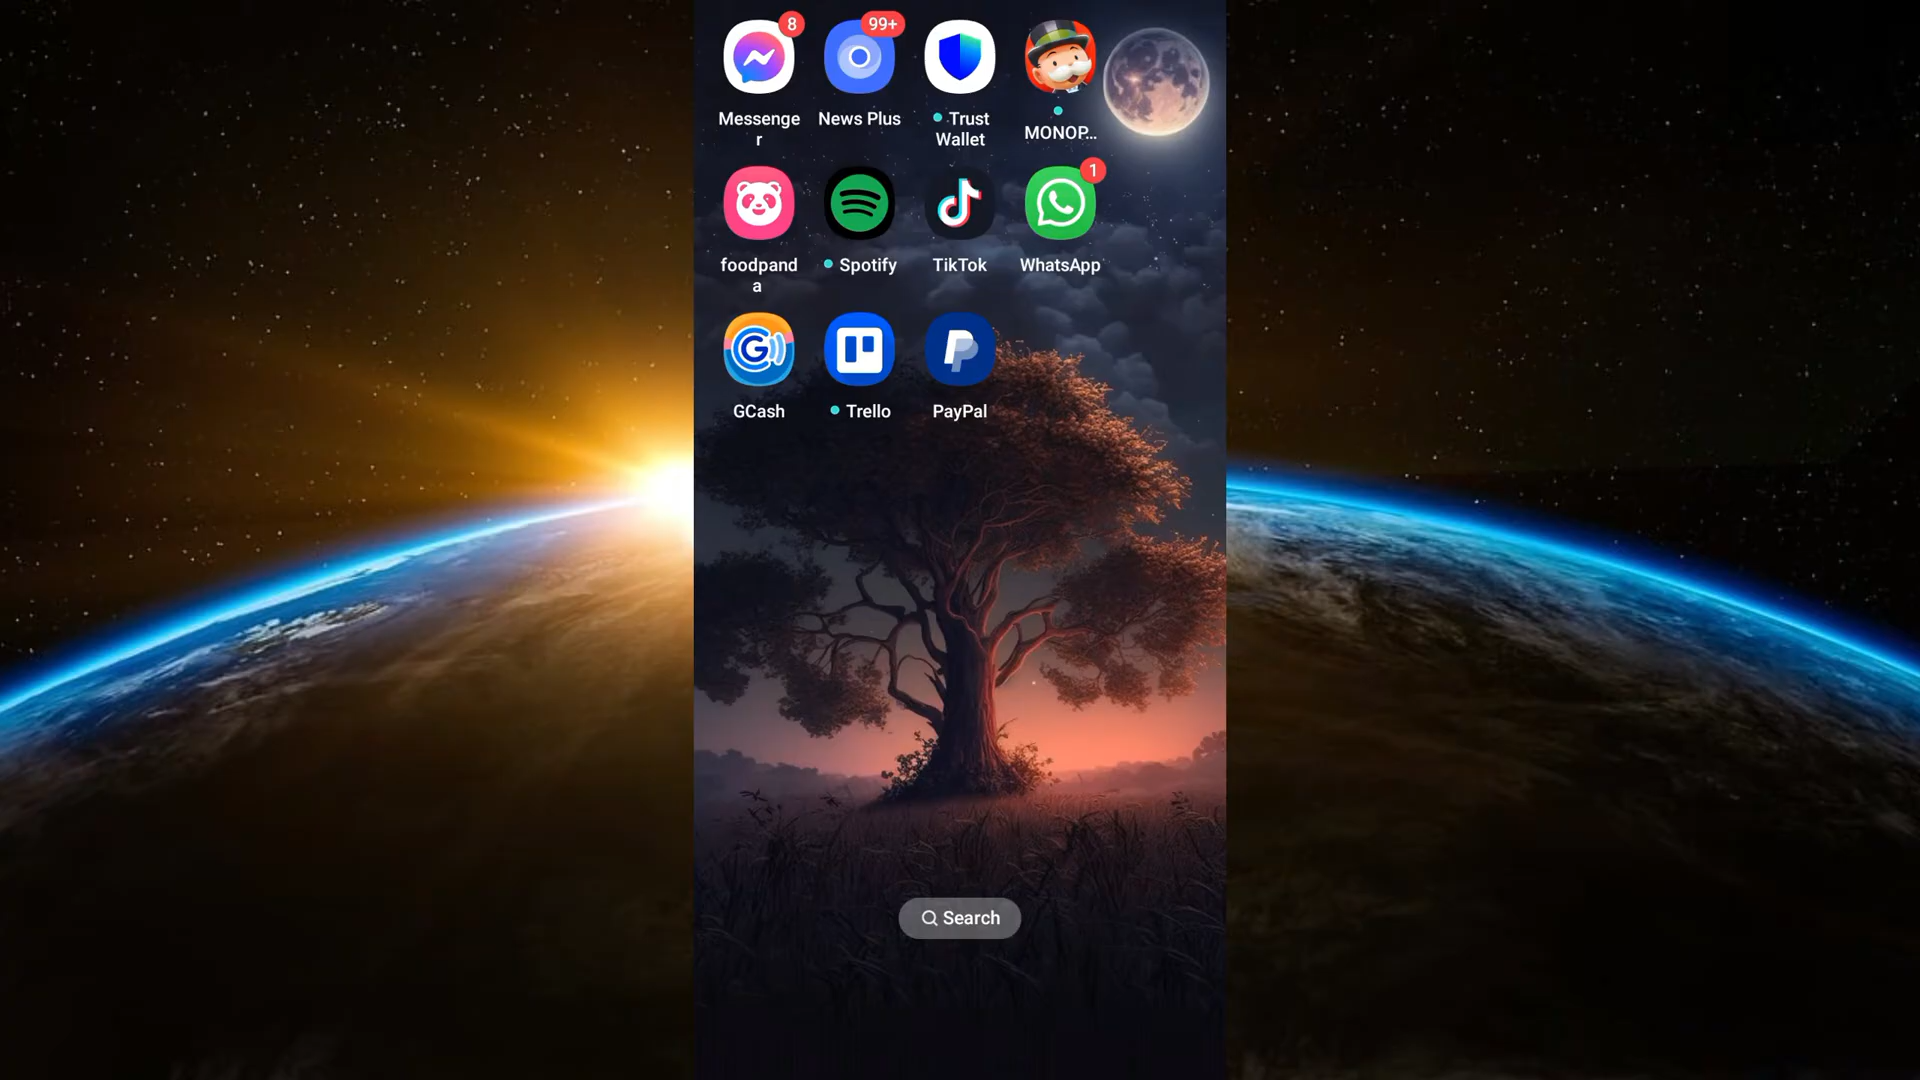 8
99+
Messenge
r
News Plus
Trust
Wallet
MONOP...
1
foodpand
a
Spotify
TikTok
WhatsApp
GCash
Trello
PayPal
Search